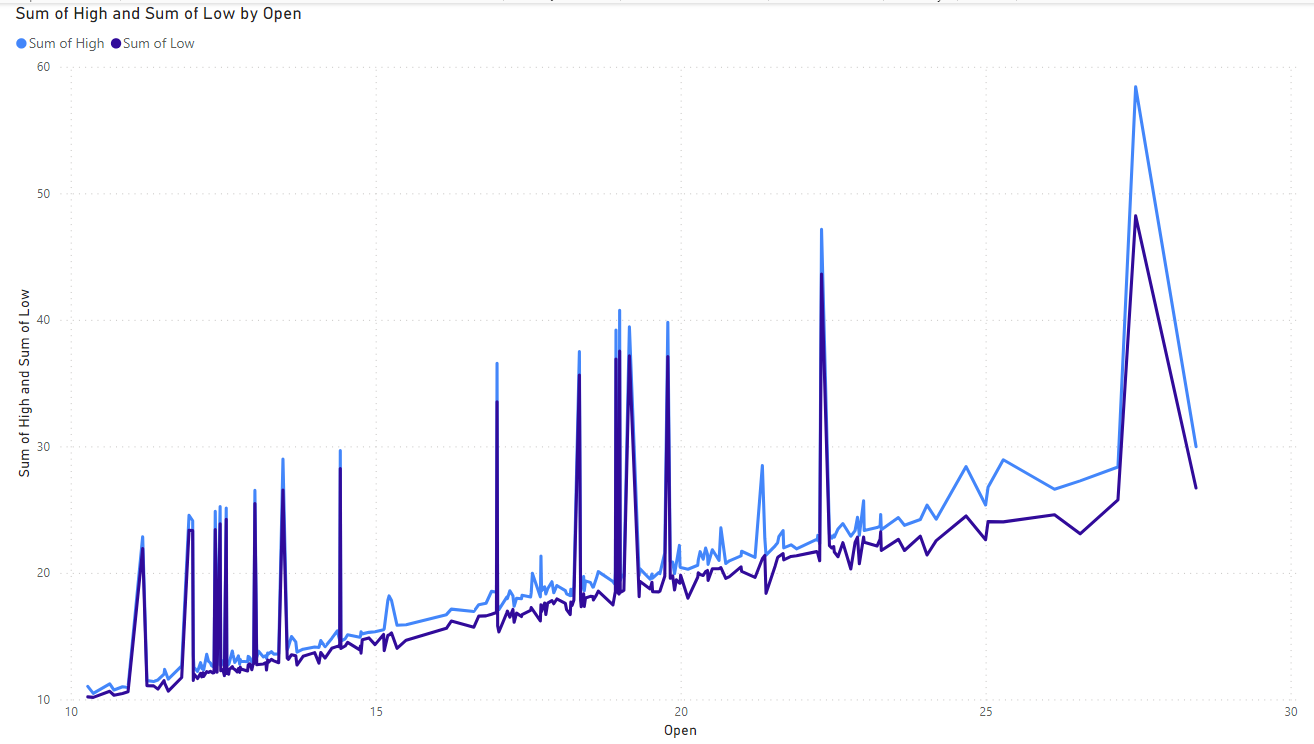 Sum of High and Sum of Low by Open
Sum of High Sum of Low
60
50
40
30
20
10
Sum of High and Sum of Low
10 15 20 25 30
Open